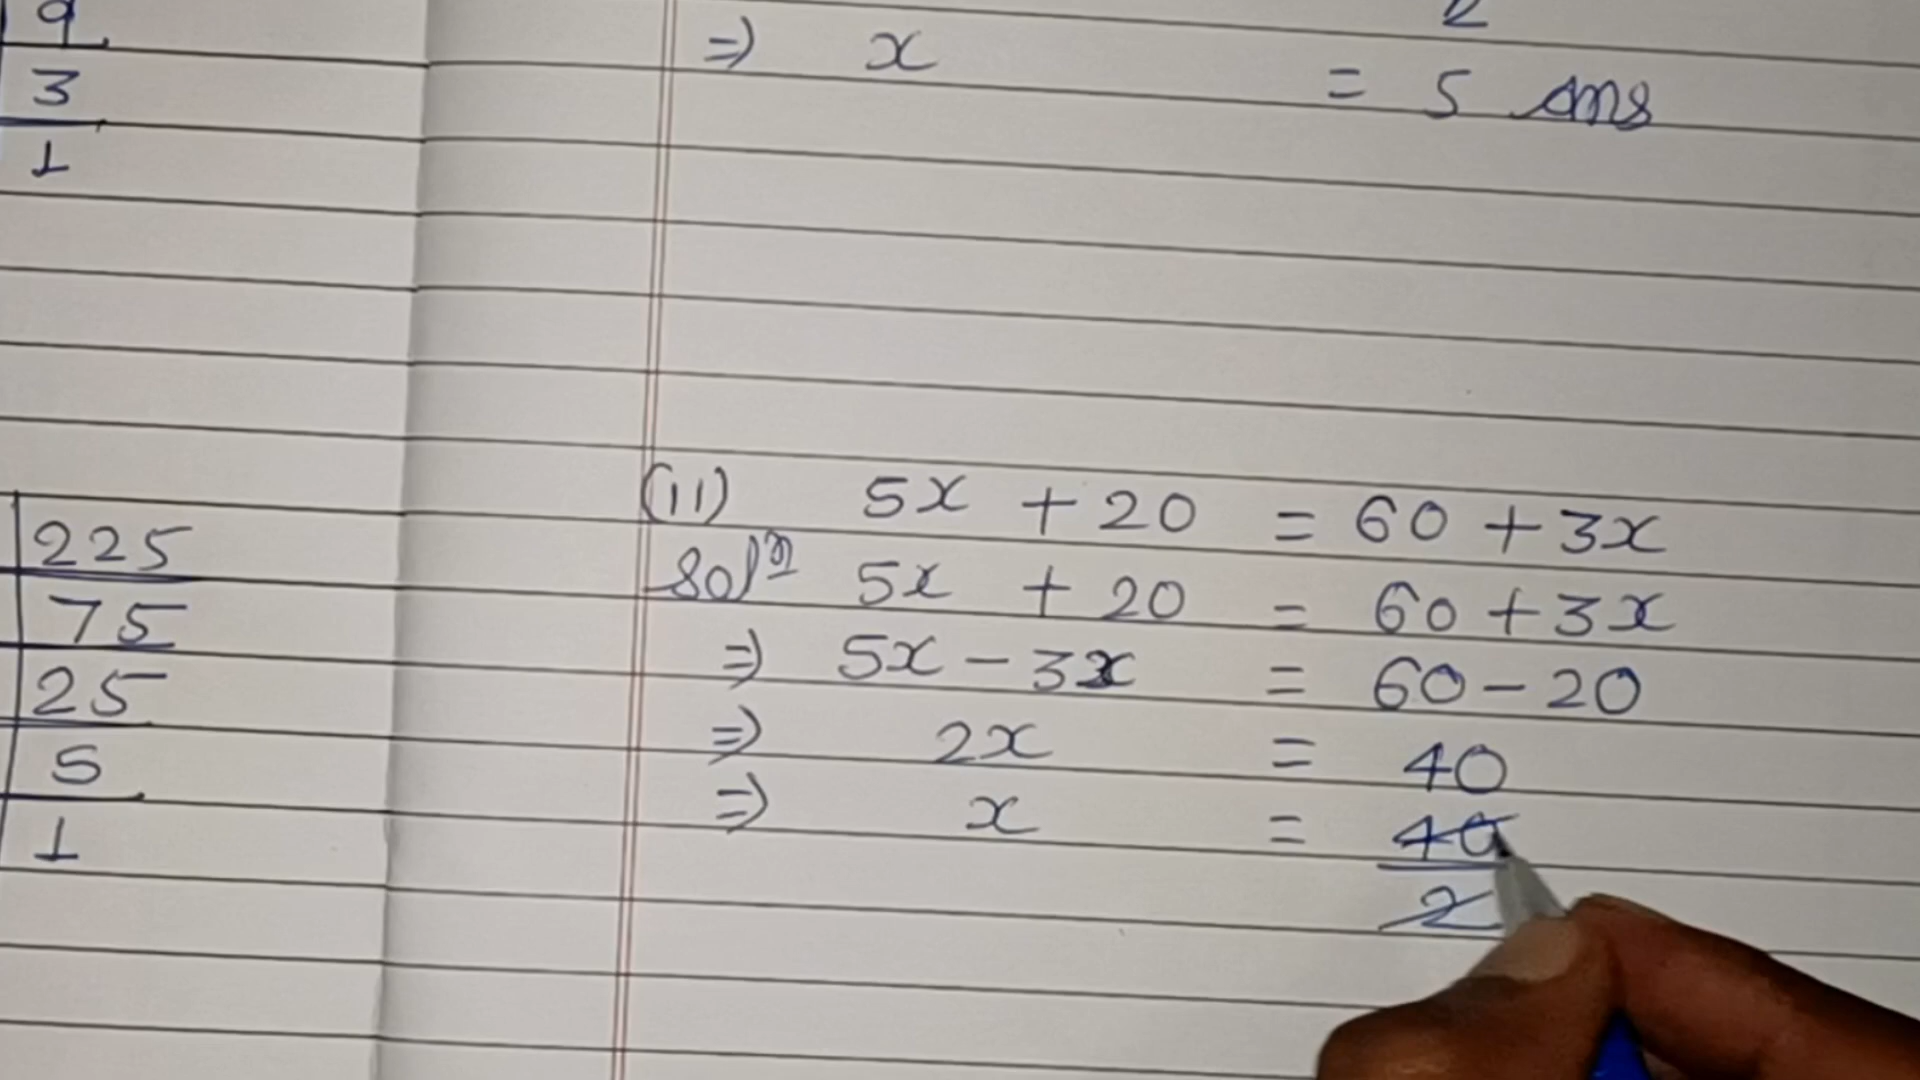 9
3
1
225
75
25
5
1
2
⇒ x = 5 Ans
(ii) 5x + 20 = 60 + 3x
Solⁿ 5x + 20 = 60 + 3x
⇒ 5x - 3x = 60 - 20
⇒ 2x = 40
⇒ x = 40
2